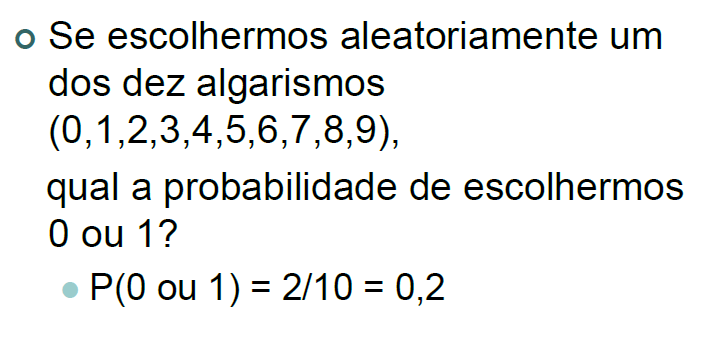 Se escolhermos aleatoriamente um
dos dez algarismos
(0,1,2,3,4,5,6,7,8,9),
qual a probabilidade de escolhermos
0 ou 1?
P(0 ou 1) = 2/10 = 0,2